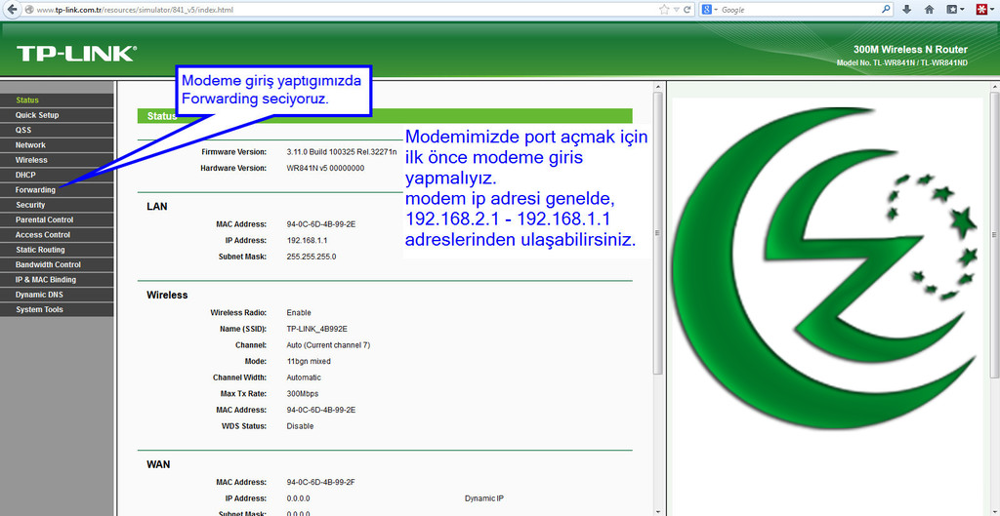 www.tp-link.com.tr/resources/simulator/841_v5/index.html
Google
TP-LINK®
300M Wireless N Router
Model No. TL-WR841N / TL-WR841ND
Modeme giriş yaptıgımızda
Forwarding seciyoruz.
Status
Quick Setup
QSS
Network
Wireless
DHCP
Forwarding
Security
Parental Control
Access Control
Static Routing
Bandwidth Control
IP & MAC Binding
Dynamic DNS
System Tools
Status
Firmware Version: 3.11.0 Build 100325 Rel.32271n
Hardware Version: WR841N v5 00000000
Modemimizde port açmak için
ilk önce modeme giris
yapmalıyız.
modem ip adresi genelde,
192.168.2.1 - 192.168.1.1
adreslerinden ulaşabilirsiniz.
LAN
MAC Address: 94-0C-6D-4B-99-2E
IP Address: 192.168.1.1
Subnet Mask: 255.255.255.0
Wireless
Wireless Radio: Enable
Name (SSID): TP-LINK_4B992E
Channel: Auto (Current channel 7)
Mode: 11bgn mixed
Channel Width: Automatic
Max Tx Rate: 300Mbps
MAC Address: 94-0C-6D-4B-99-2E
WDS Status: Disable
WAN
MAC Address: 94-0C-6D-4B-99-2F
IP Address: 0.0.0.0 Dynamic IP
Subnet Mask: 0.0.0.0